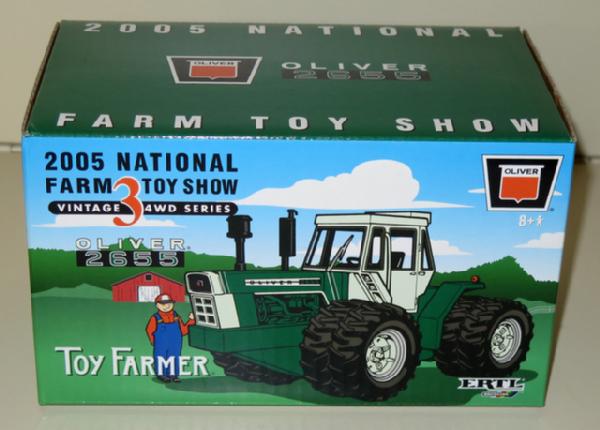 2005 NATIONAL
OLIVER
OLIVER
2655
FARM TOY SHOW
2005 NATIONAL
FARM 3 TOY SHOW
VINTAGE 4WD SERIES
OLIVER
8+
OLIVER
2655
OLIVER
TOY FARMER
ERTL